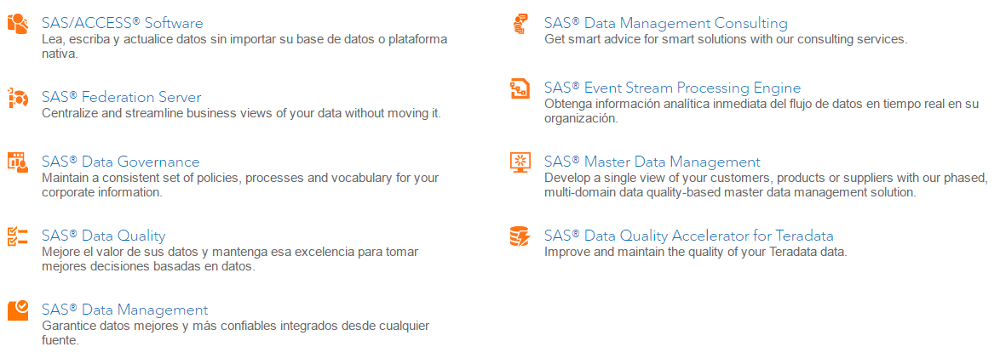 SAS/ACCESS® Software
Lea, escriba y actualice datos sin importar su base de datos o plataforma
nativa.
SAS® Federation Server
Centralize and streamline business views of your data without moving it.
SAS® Data Governance
Maintain a consistent set of policies, processes and vocabulary for your
corporate information.
SAS® Data Quality
Mejore el valor de sus datos y mantenga esa excelencia para tomar
mejores decisiones basadas en datos.
SAS® Data Management
Garantice datos mejores y más confiables integrados desde cualquier
fuente.
SAS® Data Management Consulting
Get smart advice for smart solutions with our consulting services.
SAS® Event Stream Processing Engine
Obtenga información analítica inmediata del flujo de datos en tiempo real en su
organización.
SAS® Master Data Management
Develop a single view of your customers, products or suppliers with our phased,
multi-domain data quality-based master data management solution.
SAS® Data Quality Accelerator for Teradata
Improve and maintain the quality of your Teradata data.